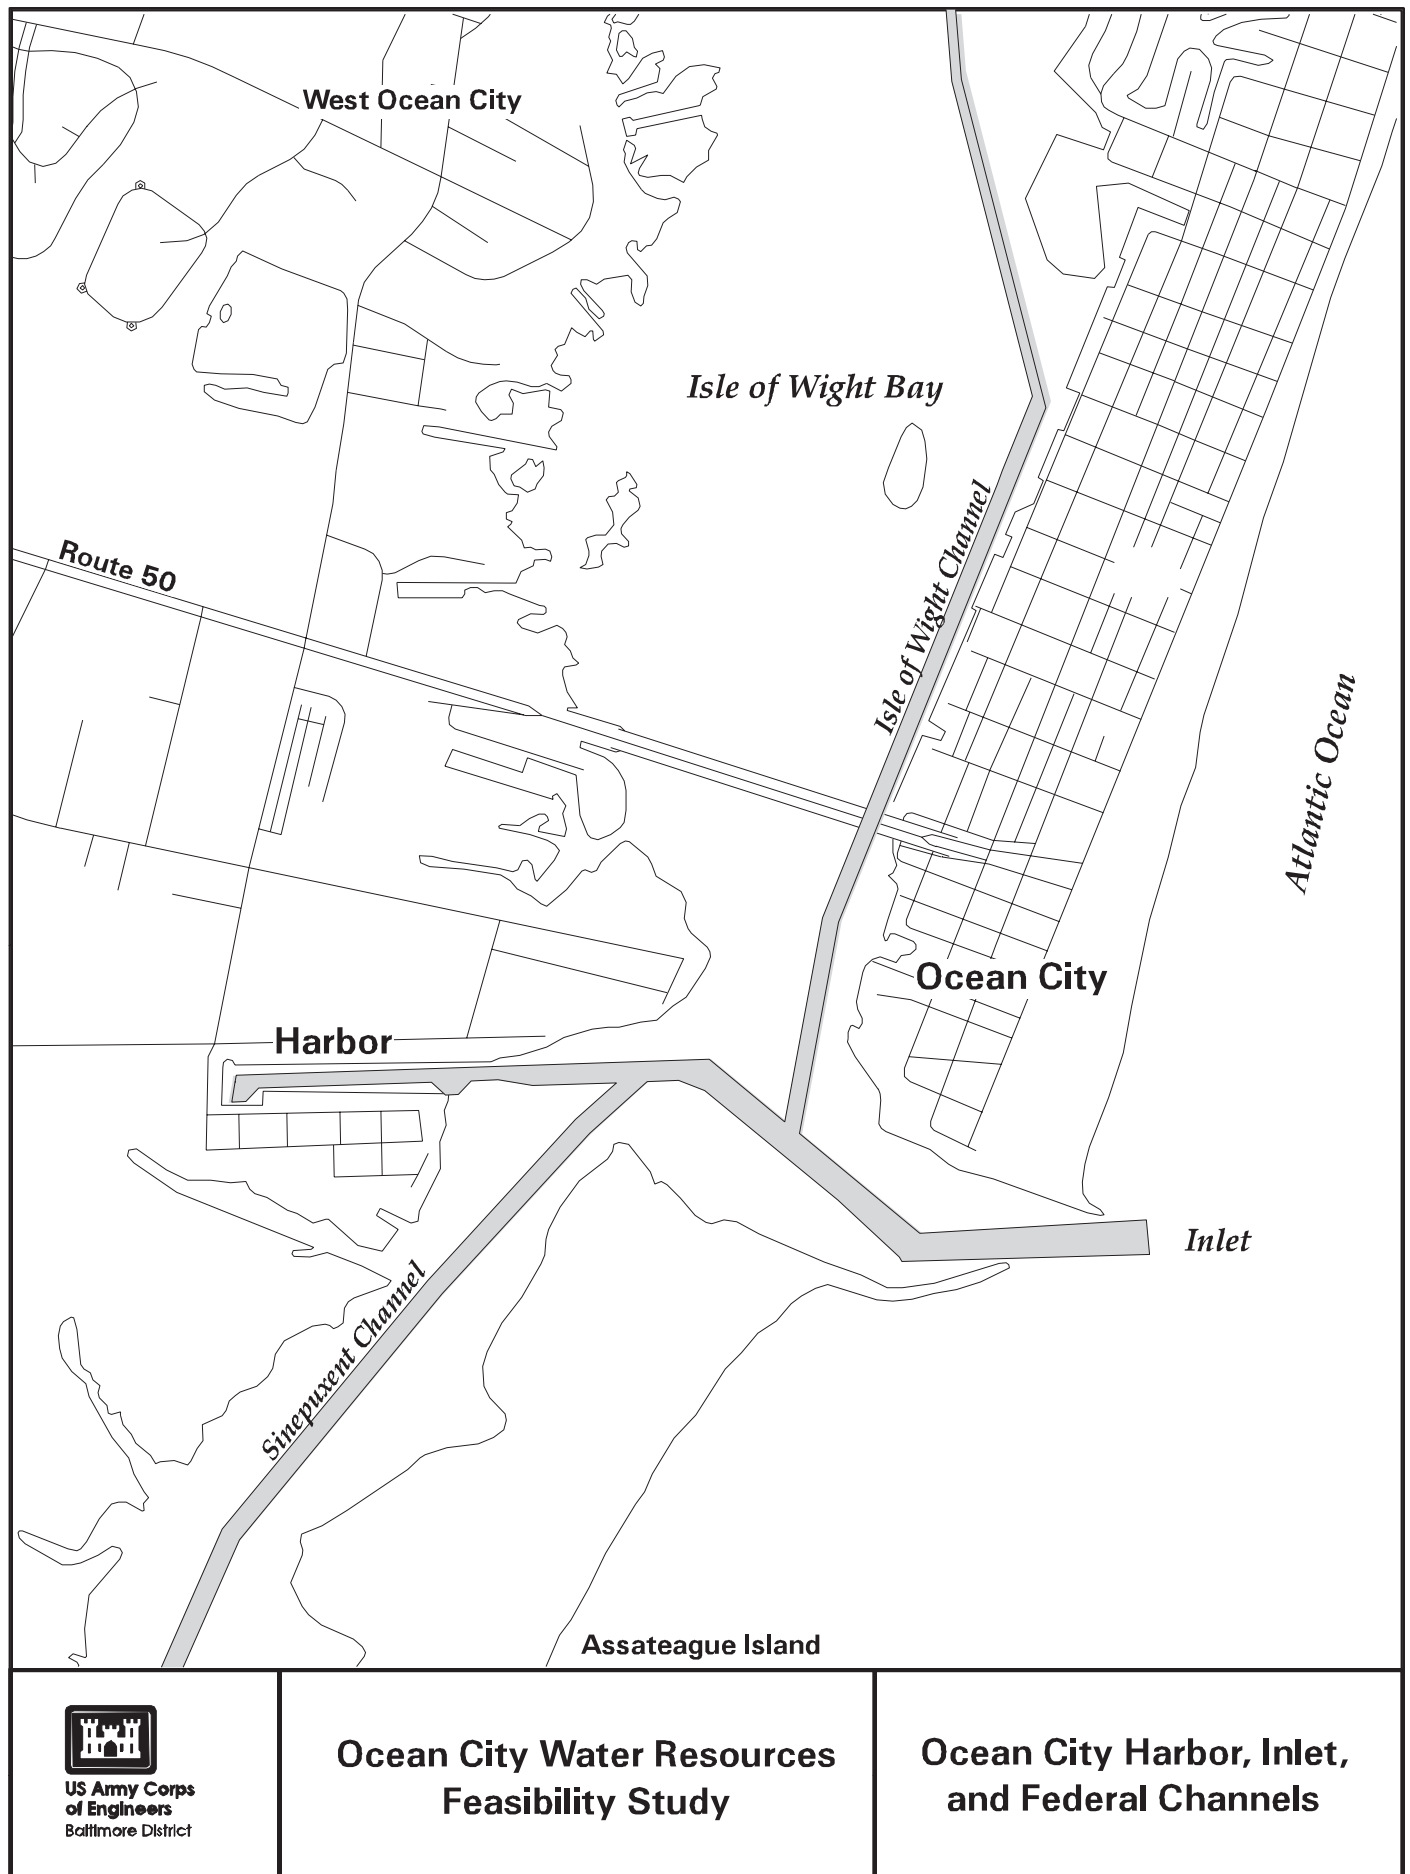 West Ocean City
Isle of Wight Bay
Isle of Wight Channel
Route 50
Atlantic Ocean
Ocean City
Harbor
Inlet
Sinepuxent Channel
Assateague Island
US Army Corps
of Engineers
Baltimore District
Ocean City Water Resources
Feasibility Study
Ocean City Harbor, Inlet,
and Federal Channels